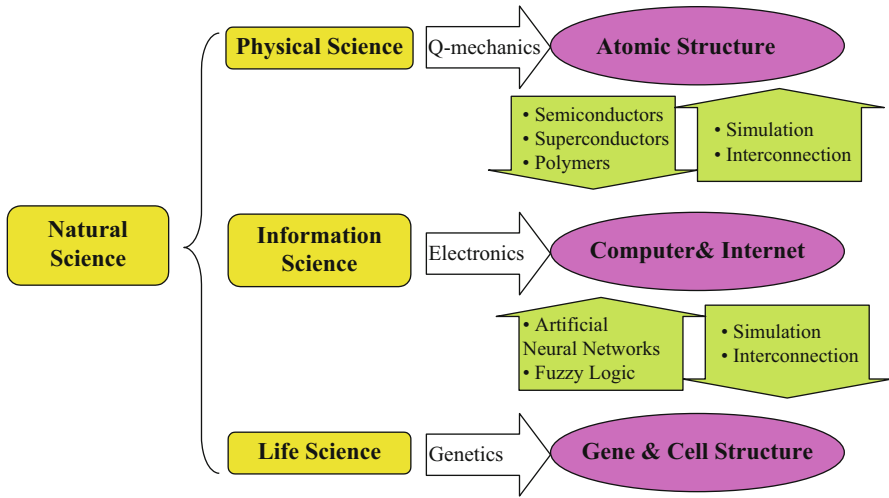 Physical Science
Q-mechanics
Atomic Structure
• Semiconductors
• Superconductors
• Polymers
• Simulation
• Interconnection
Natural
Science
Information
Science
Electronics
Computer& Internet
• Artificial
Neural Networks
• Fuzzy Logic
• Simulation
• Interconnection
Life Science
Genetics
Gene & Cell Structure